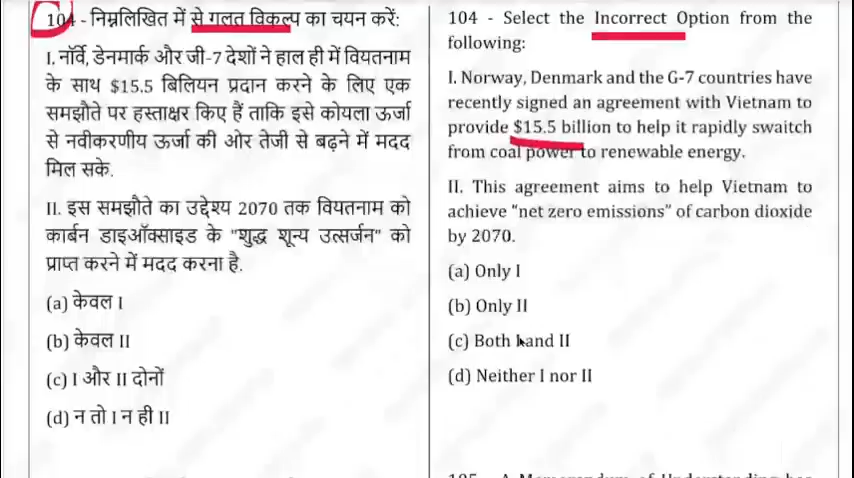 104 - निम्नलिखित में से गलत विकल्प का चयन करें:
I. नॉर्वे, डेनमार्क और जी-7 देशों ने हाल ही में वियतनाम
के साथ $15.5 बिलियन प्रदान करने के लिए एक
समझौते पर हस्ताक्षर किए हैं ताकि इसे कोयला ऊर्जा
से नवीकरणीय ऊर्जा की ओर तेजी से बढ़ने में मदद
मिल सके.
II. इस समझौते का उद्देश्य 2070 तक वियतनाम को
कार्बन डाइऑक्साइड के "शुद्ध शून्य उत्सर्जन" को
प्राप्त करने में मदद करना है.
(a) केवल I
(b) केवल II
(c) I और II दोनों
(d) न तो I न ही II
104 - Select the Incorrect Option from the
following:
I. Norway, Denmark and the G-7 countries have
recently signed an agreement with Vietnam to
provide $15.5 billion to help it rapidly swaitch
from coal power to renewable energy.
II. This agreement aims to help Vietnam to
achieve "net zero emissions" of carbon dioxide
by 2070.
(a) Only I
(b) Only II
(c) Both I and II
(d) Neither I nor II